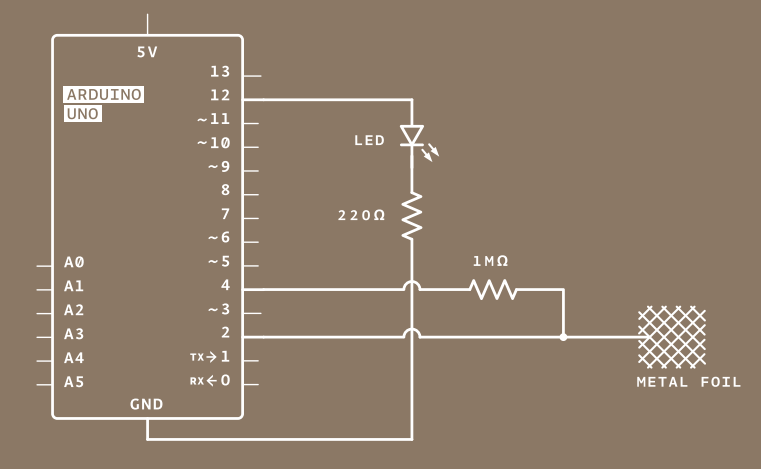 5V
ARDUINO
UNO
13
12
~11
~10
~9
8
7
~6
~5
4
~3
2
TX→1
RX←0
A0
A1
A2
A3
A4
A5
GND
LED
220Ω
1MΩ
METAL FOIL